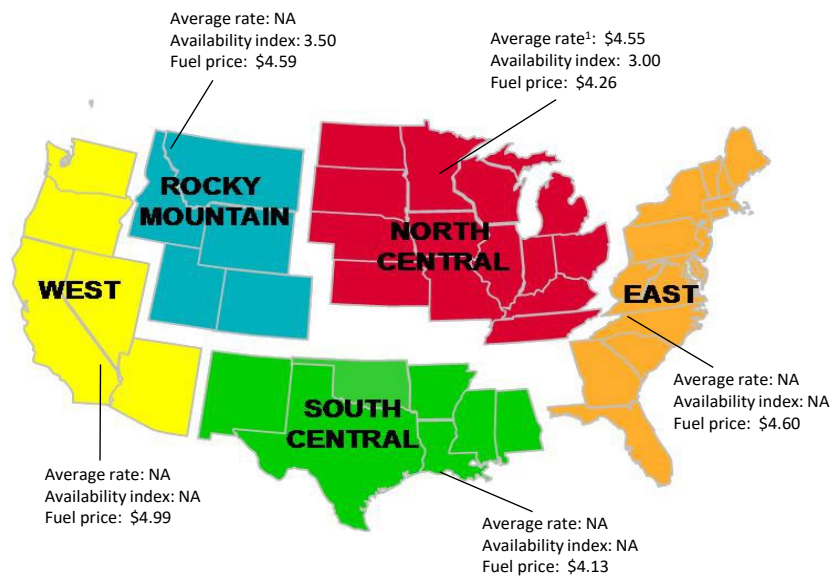 Average rate: NA
Availability index: 3.50
Fuel price: $4.59
Average rate¹: $4.55
Availability index: 3.00
Fuel price: $4.26
ROCKY
MOUNTAIN
NORTH
CENTRAL
WEST
EAST
SOUTH
CENTRAL
Average rate: NA
Availability index: NA
Fuel price: $4.60
Average rate: NA
Availability index: NA
Fuel price: $4.99
Average rate: NA
Availability index: NA
Fuel price: $4.13